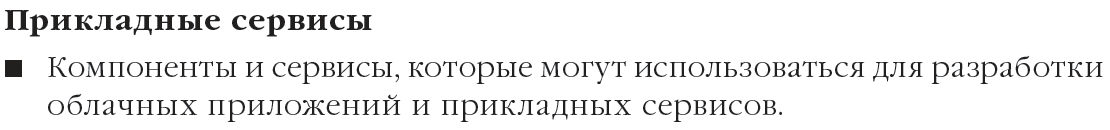 Прикладные сервисы
■ Компоненты и сервисы, которые могут использоваться для разработки
облачных приложений и прикладных сервисов.